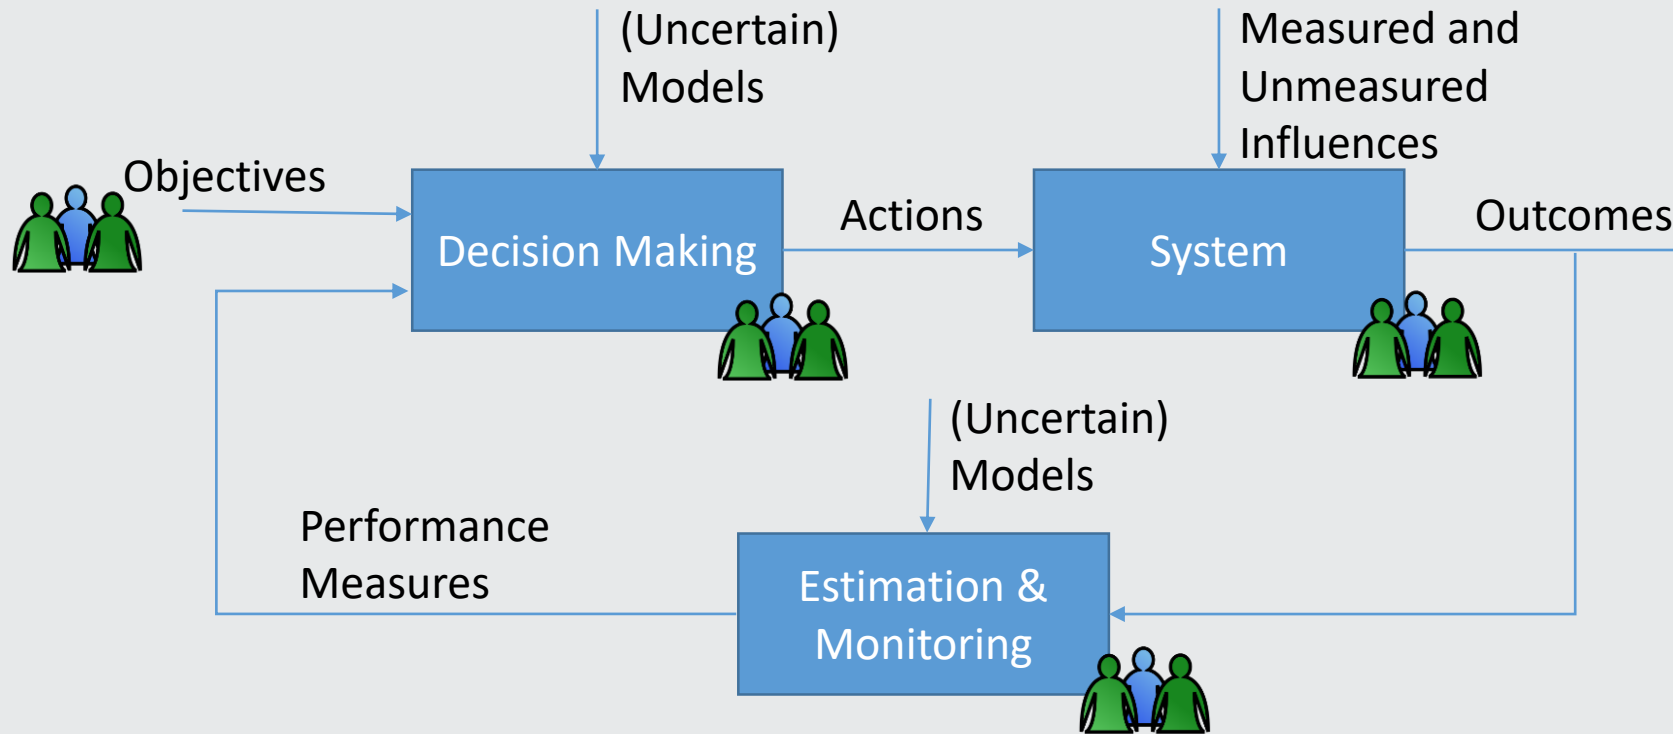 (Uncertain)
Models
Measured and
Unmeasured
Influences
Objectives
Decision Making
Actions
System
Outcomes
(Uncertain)
Models
Performance
Measures
Estimation &
Monitoring